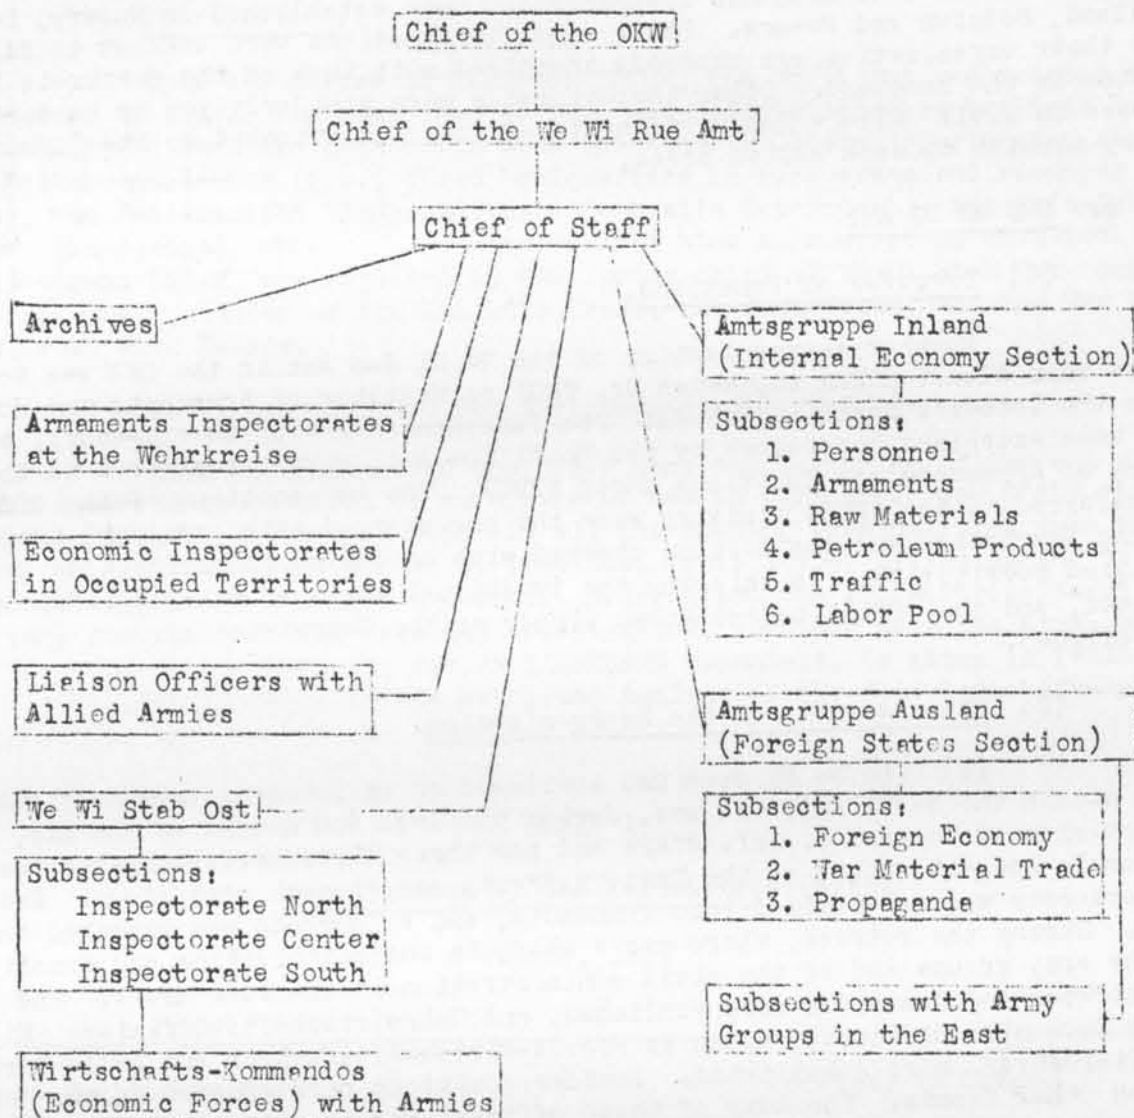 Chief of the OKW
Chief of the We Wi Rue Amt
Chief of Staff
Archives
Armaments Inspectorates
at the Wehrkreise
Economic Inspectorates
in Occupied Territories
Liaison Officers with
Allied Armies
We Wi Stab Ost
Subsections:
Inspectorate North
Inspectorate Center
Inspectorate South
Wirtschafts-Kommandos
(Economic Forces) with Armies
Amtsgruppe Inland
(Internal Economy Section)
Subsections:
1. Personnel
2. Armaments
3. Raw Materials
4. Petroleum Products
5. Traffic
6. Labor Pool
Amtsgruppe Ausland
(Foreign States Section)
Subsections:
1. Foreign Economy
2. War Material Trade
3. Propaganda
Subsections with Army
Groups in the East